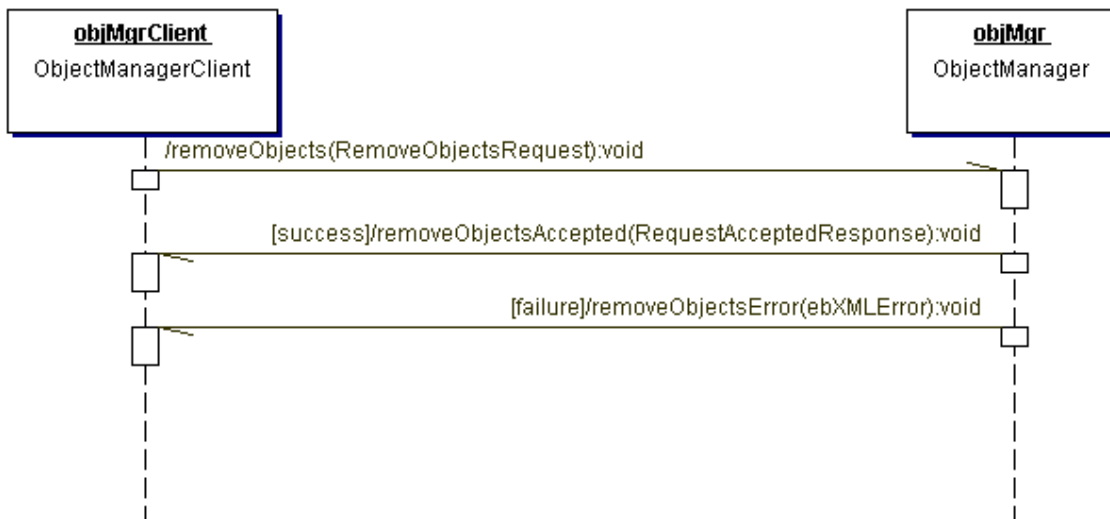 objMgrClient
ObjectManagerClient
objMgr
ObjectManager
/removeObjects(RemoveObjectsRequest):void
[success]/removeObjectsAccepted(RequestAcceptedResponse):void
[failure]/removeObjectsError(ebXMLError):void